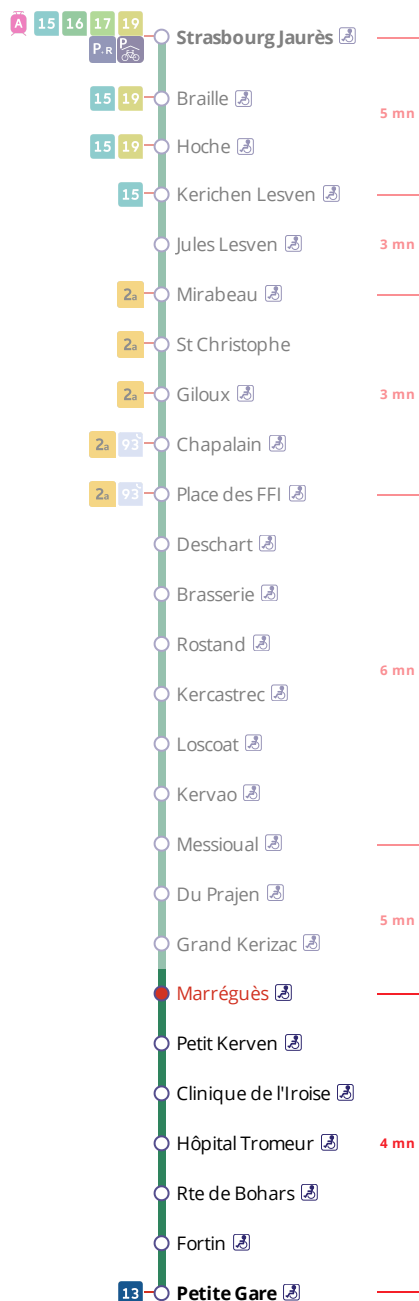 A 15 16 17 19
P+R P
Strasbourg Jaurès
15 19 Braille
5 mn
15 19 Hoche
15 Kerichen Lesven
Jules Lesven 3 mn
2a Mirabeau
2a St Christophe
2a Giloux 3 mn
2a 93 Chapalain
2a 93 Place des FFI
Deschart
Brasserie
Rostand
6 mn
Kercastrec
Loscoat
Kervao
Messioual
Du Prajen
5 mn
Grand Kerizac
Marréguès
Petit Kerven
Clinique de l'Iroise
Hôpital Tromeur 4 mn
Rte de Bohars
Fortin
13 Petite Gare